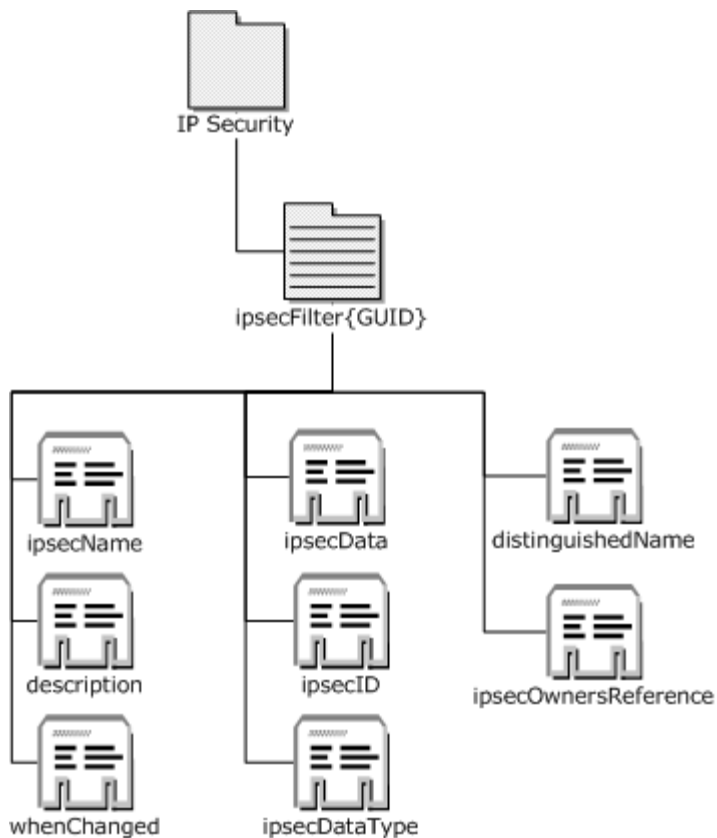 IP Security
ipsecFilter{GUID}
ipsecName
ipsecData
distinguishedName
description
ipsecID
ipsecOwnersReference
whenChanged
ipsecDataType